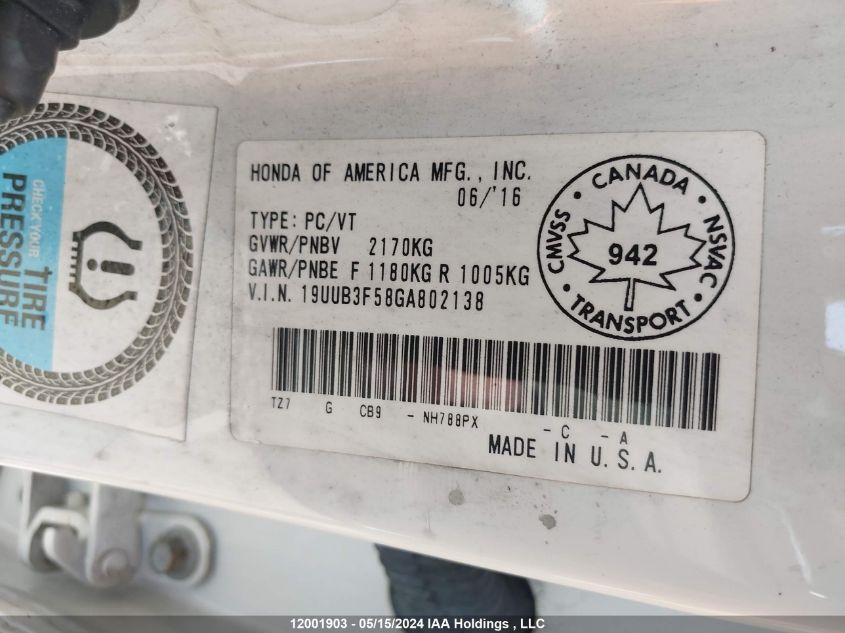 CHECK YOUR
TIRE
PRESSURE
HONDA OF AMERICA MFG., INC.
06/'16
TYPE: PC/VT
GVWR/PNBV 2170KG
GAWR/PNBE F 1180KG R 1005KG
V.I.N. 19UUB3F58GA802138
CANADA
CMVSS · NSVAC
942
TRANSPORT
TZ7 G CB9 - NH788PX - C - A
MADE IN U.S.A.
12001903 - 05/15/2024 IAA Holdings , LLC